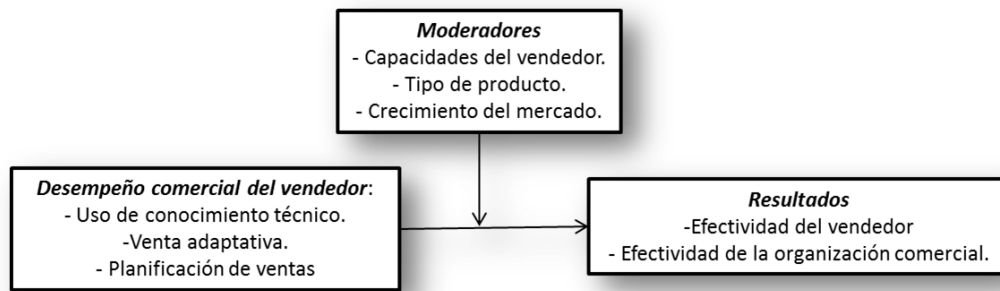 Moderadores
- Capacidades del vendedor.
- Tipo de producto.
- Crecimiento del mercado.
Desempeño comercial del vendedor:
- Uso de conocimiento técnico.
-Venta adaptativa.
- Planificación de ventas
Resultados
-Efectividad del vendedor
- Efectividad de la organización comercial.